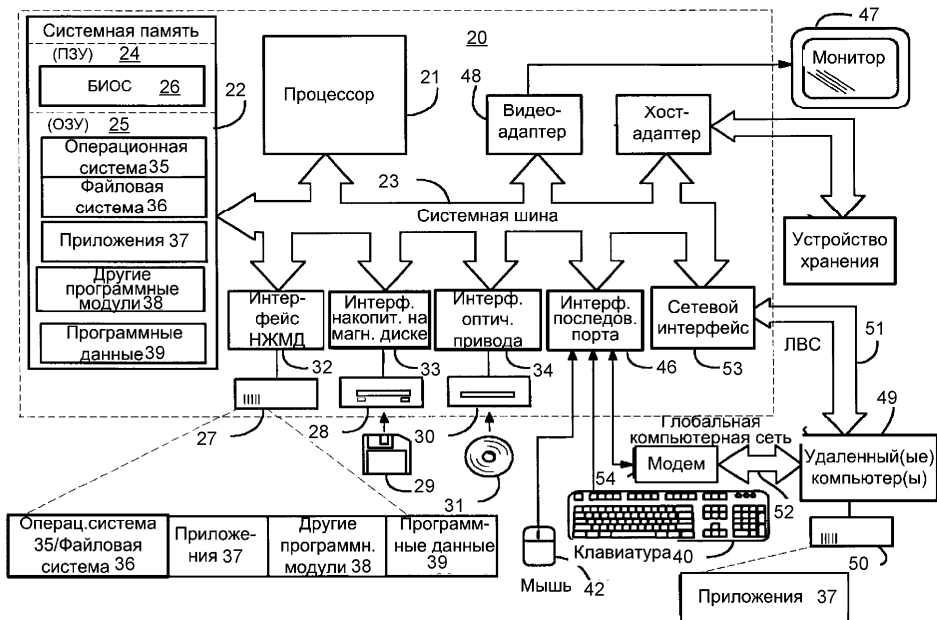 Системная память
(ПЗУ) 24
БИОС 26
(ОЗУ) 25
Операционная
система 35
Файловая
система 36
Приложения 37
Другие
программные
модули 38
Программные
данные 39
22
20
Процессор
21
48
Видео-
адаптер
Хост-
адаптер
47
Монитор
23
Системная шина
Устройство
хранения
Интер-
фейс
НЖМД
32
Интерф.
накопит. на
магн. диске
33
Интерф.
оптич.
привода
34
Интерф.
последов.
порта
46
Сетевой
интерфейс
53
ЛВС
51
27
28
29
30
31
Глобальная
компьютерная сеть
54
Модем
52
49
Удаленный(ые)
компьютер(ы)
50
Клавиатура 40
Мышь
42
Операц.система
35/Файловая
система 36
Приложе-
ния 37
Другие
программн.
модули 38
Программ-
ные данные
39
Приложения 37